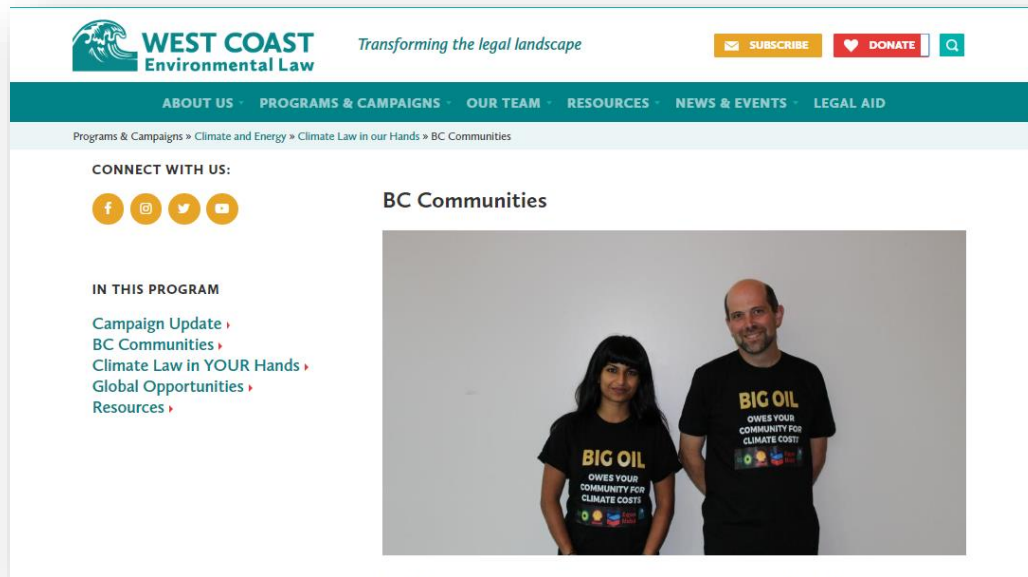 WEST COAST
Environmental Law
Transforming the legal landscape
SUBSCRIBE
DONATE
ABOUT US
PROGRAMS & CAMPAIGNS
OUR TEAM
RESOURCES
NEWS & EVENTS
LEGAL AID
Programs & Campaigns » Climate and Energy » Climate Law in our Hands » BC Communities
CONNECT WITH US:
IN THIS PROGRAM
Campaign Update
BC Communities
Climate Law in YOUR Hands
Global Opportunities
Resources
BC Communities
BIG OIL
OWES YOUR
COMMUNITY FOR
CLIMATE COSTS
BIG OIL
OWES YOUR
COMMUNITY FOR
CLIMATE COSTS